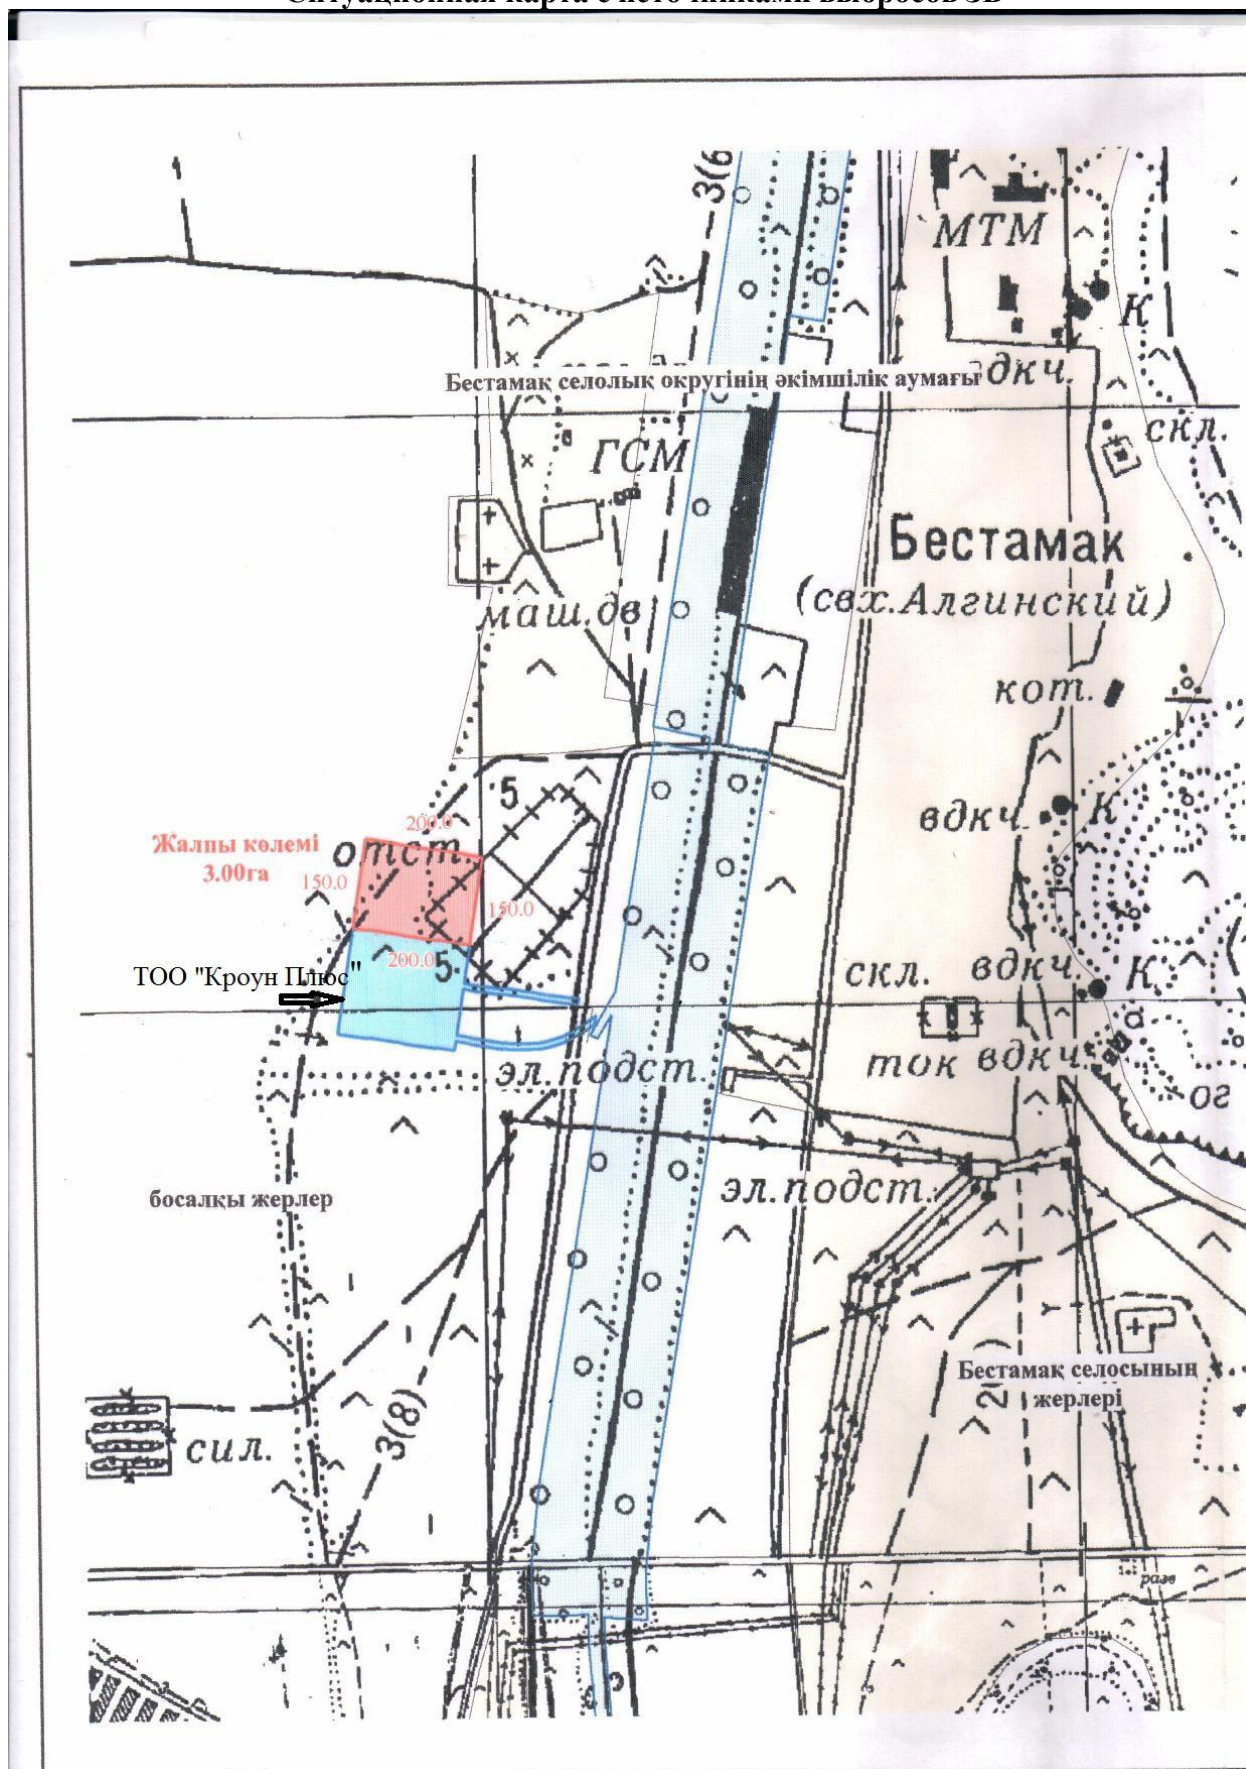 Ситуационная карта с источниками выбросов ЗВ
3(6
МТМ
К
Бестамақ селолық округінің әкімшілік аумағы
вдкч.
скл.
ГСМ
Бестамак
(свх.Алгинский)
маш.дв
кот.
5
вдкч.
К
200.0
Жалпы көлемі
3.00га
отст.
150.0
150.0
200.0
5
ТОО "Кроун Плюс"
скл.
вдкч.
К
ток
вдкч.
эл.подст.
ог
эл.подст.
босалқы жерлер
Бестамақ селосының
жерлері
3(8)
2
сил.
разв